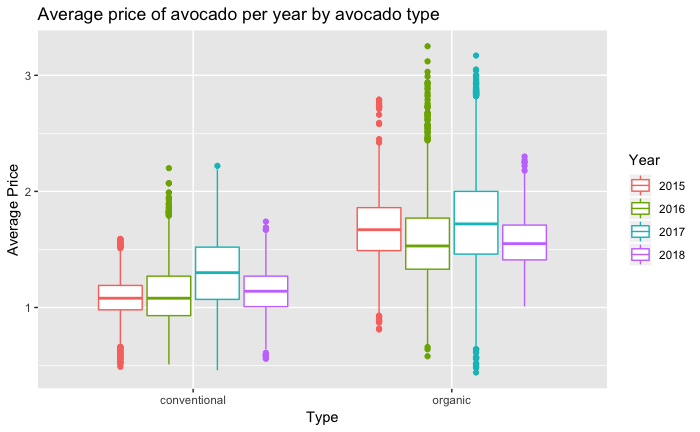 Average price of avocado per year by avocado type
Average Price
3
2
1
conventional
organic
Type
Year
2015
2016
2017
2018